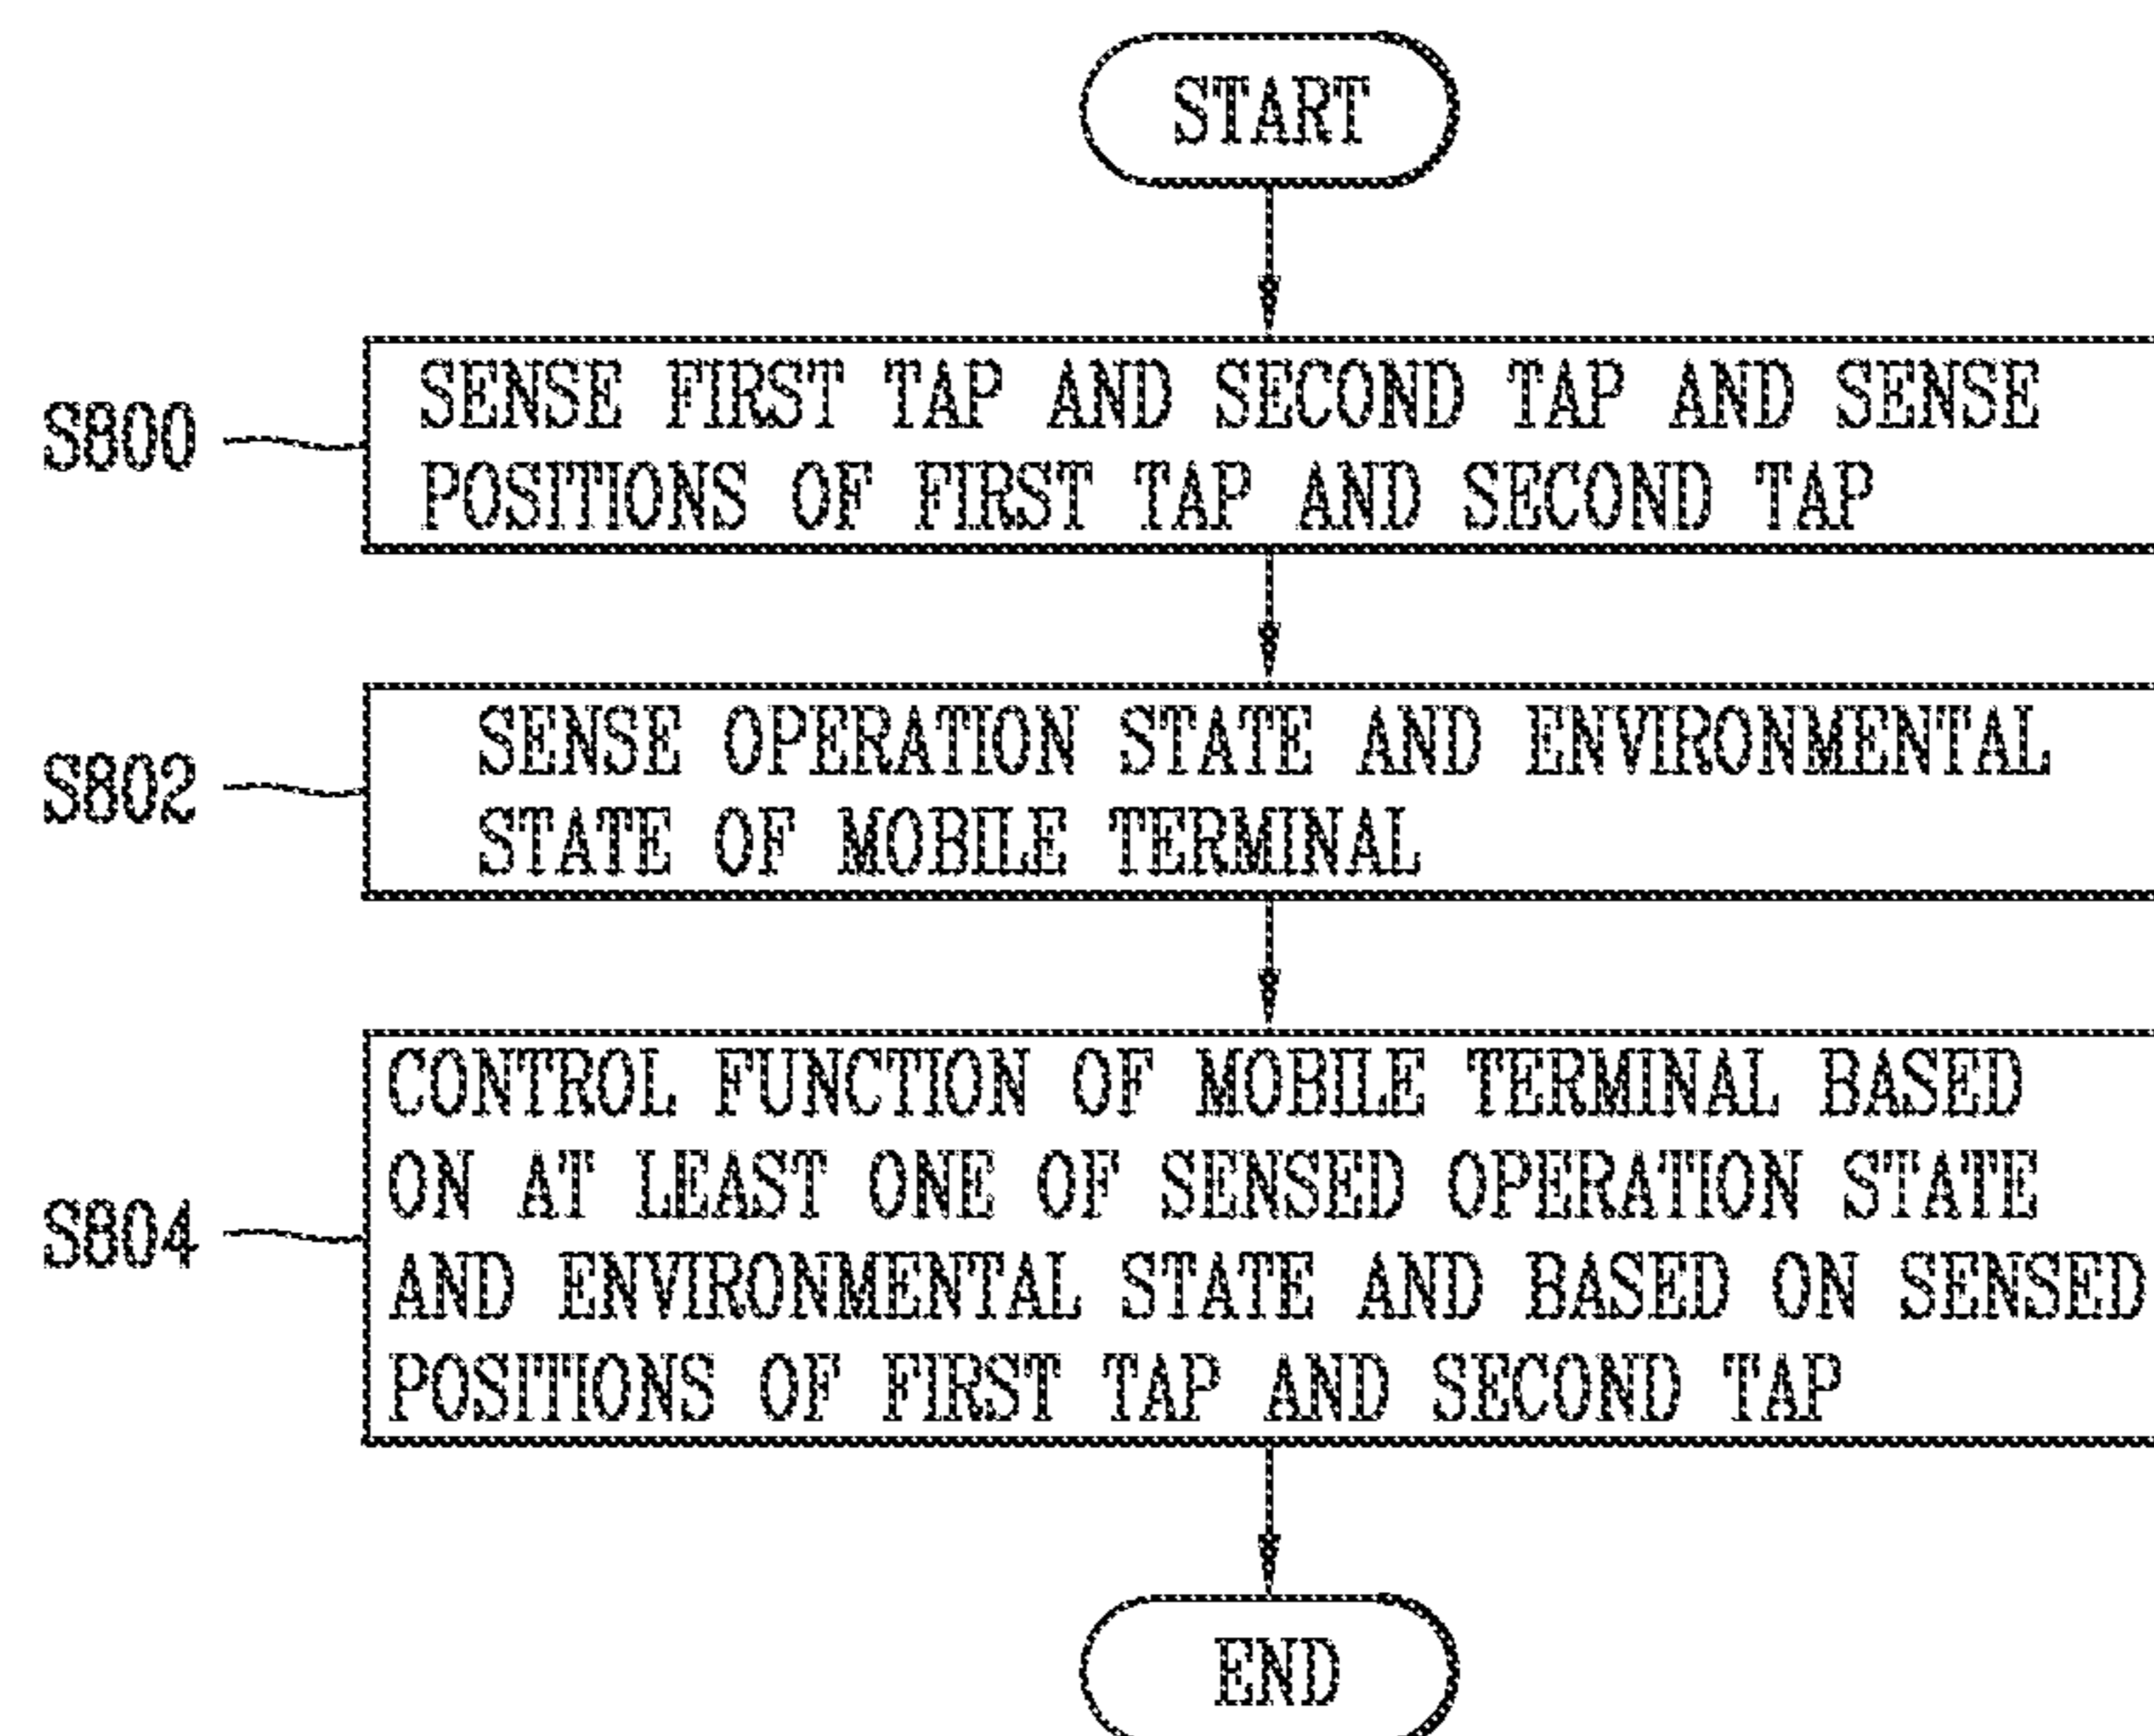 START
S800
SENSE FIRST TAP AND SECOND TAP AND SENSE
POSITIONS OF FIRST TAP AND SECOND TAP
S802
SENSE OPERATION STATE AND ENVIRONMENTAL
STATE OF MOBILE TERMINAL
S804
CONTROL FUNCTION OF MOBILE TERMINAL BASED
ON AT LEAST ONE OF SENSED OPERATION STATE
AND ENVIRONMENTAL STATE AND BASED ON SENSED
POSITIONS OF FIRST TAP AND SECOND TAP
END